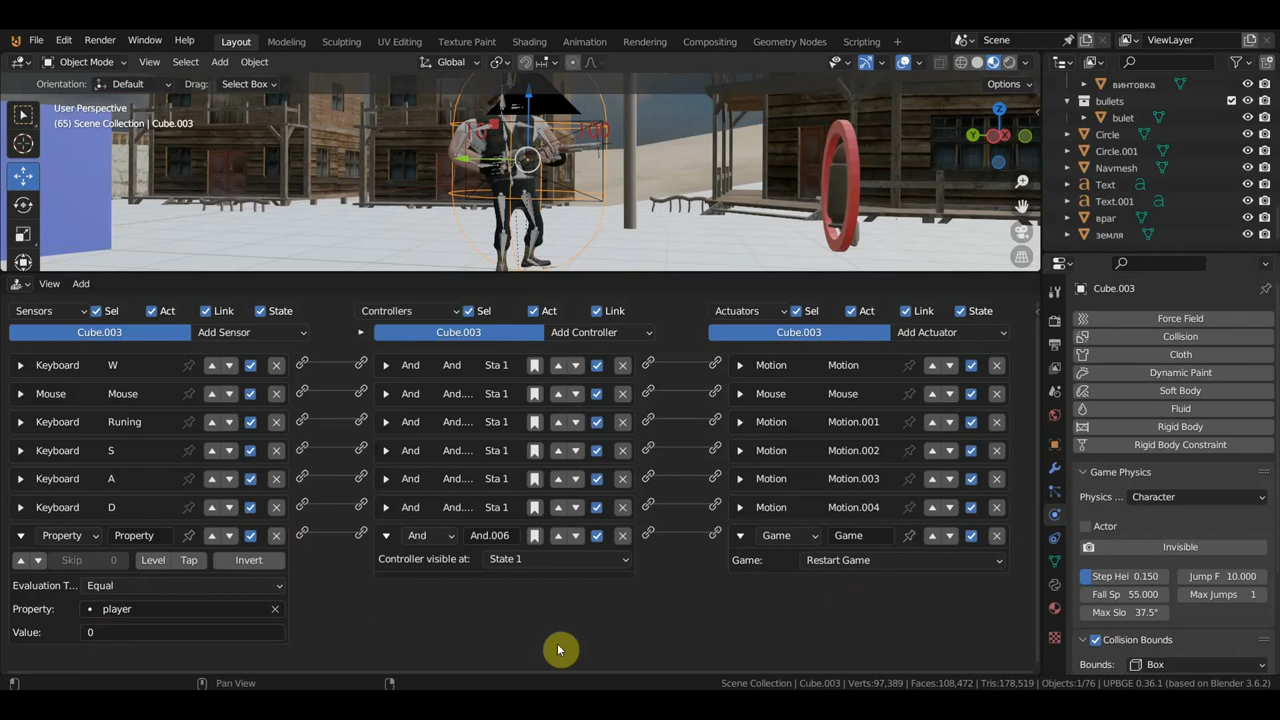 File Edit Render Window Help Layout Modeling Sculpting UV Editing Texture Paint Shading Animation Rendering Compositing Geometry Nodes Scripting + Scene ViewLayer
Object Mode View Select Add Object Global
Orientation: Default Drag: Select Box Options
User Perspective
(65) Scene Collection | Cube.003
100
Z
Y X
винтовка
bullets
bulet
Circle
Circle.001
Navmesh
Text
Text.001
враг
земля
View Add
Sensors Sel Act Link State Controllers Sel Act Link Actuators Sel Act Link State
Cube.003 Add Sensor Cube.003 Add Controller Cube.003 Add Actuator
Keyboard W And And Sta 1 Motion Motion
Mouse Mouse And And.... Sta 1 Mouse Mouse
Keyboard Runing And And.... Sta 1 Motion Motion.001
Keyboard S And And.... Sta 1 Motion Motion.002
Keyboard A And And.... Sta 1 Motion Motion.003
Keyboard D And And.... Sta 1 Motion Motion.004
Property Property And And.006 Game Game
Skip 0 Level Tap Invert Controller visible at: State 1 Game: Restart Game
Evaluation T... Equal
Property: player
Value: 0
Cube.003
Force Field
Collision
Cloth
Dynamic Paint
Soft Body
Fluid
Rigid Body
Rigid Body Constraint
Game Physics
Physics ... Character
Actor
Invisible
Step Hei 0.150 Jump F 10.000
Fall Sp 55.000 Max Jumps 1
Max Slo 37.5°
Collision Bounds
Bounds: Box
Pan View Scene Collection | Cube.003 | Verts:97,389 | Faces:108,472 | Tris:178,519 | Objects:1/76 | UPBGE 0.36.1 (based on Blender 3.6.2)